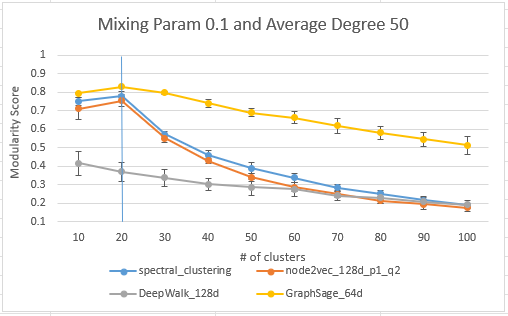 Mixing Param 0.1 and Average Degree 50
Modularity Score
1
0.9
0.8
0.7
0.6
0.5
0.4
0.3
0.2
0.1
10 20 30 40 50 60 70 80 90 100
# of clusters
spectral_clustering node2vec_128d_p1_q2
DeepWalk_128d GraphSage_64d